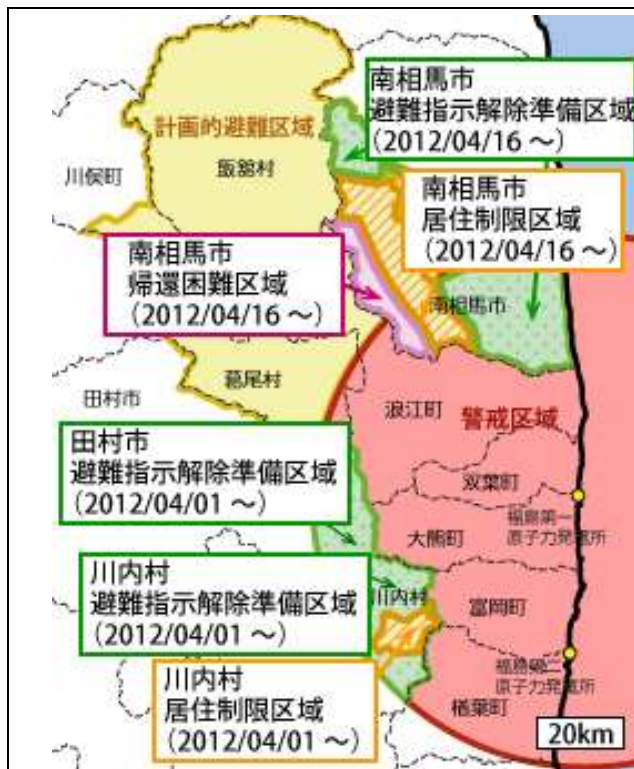 南相馬市
避難指示解除準備区域
(2012/04/16 ～)
計画的避難区域
飯舘村
川俣町
南相馬市
居住制限区域
(2012/04/16 ～)
南相馬市
帰還困難区域
(2012/04/16 ～)
南相馬市
葛尾村
田村市
浪江町
警戒区域
田村市
避難指示解除準備区域
(2012/04/01 ～)
双葉町
福島第一
原子力発電所
大熊町
川内村
避難指示解除準備区域
(2012/04/01 ～)
川内村
富岡町
福島第二
原子力発電所
川内村
居住制限区域
(2012/04/01 ～)
楢葉町
20km